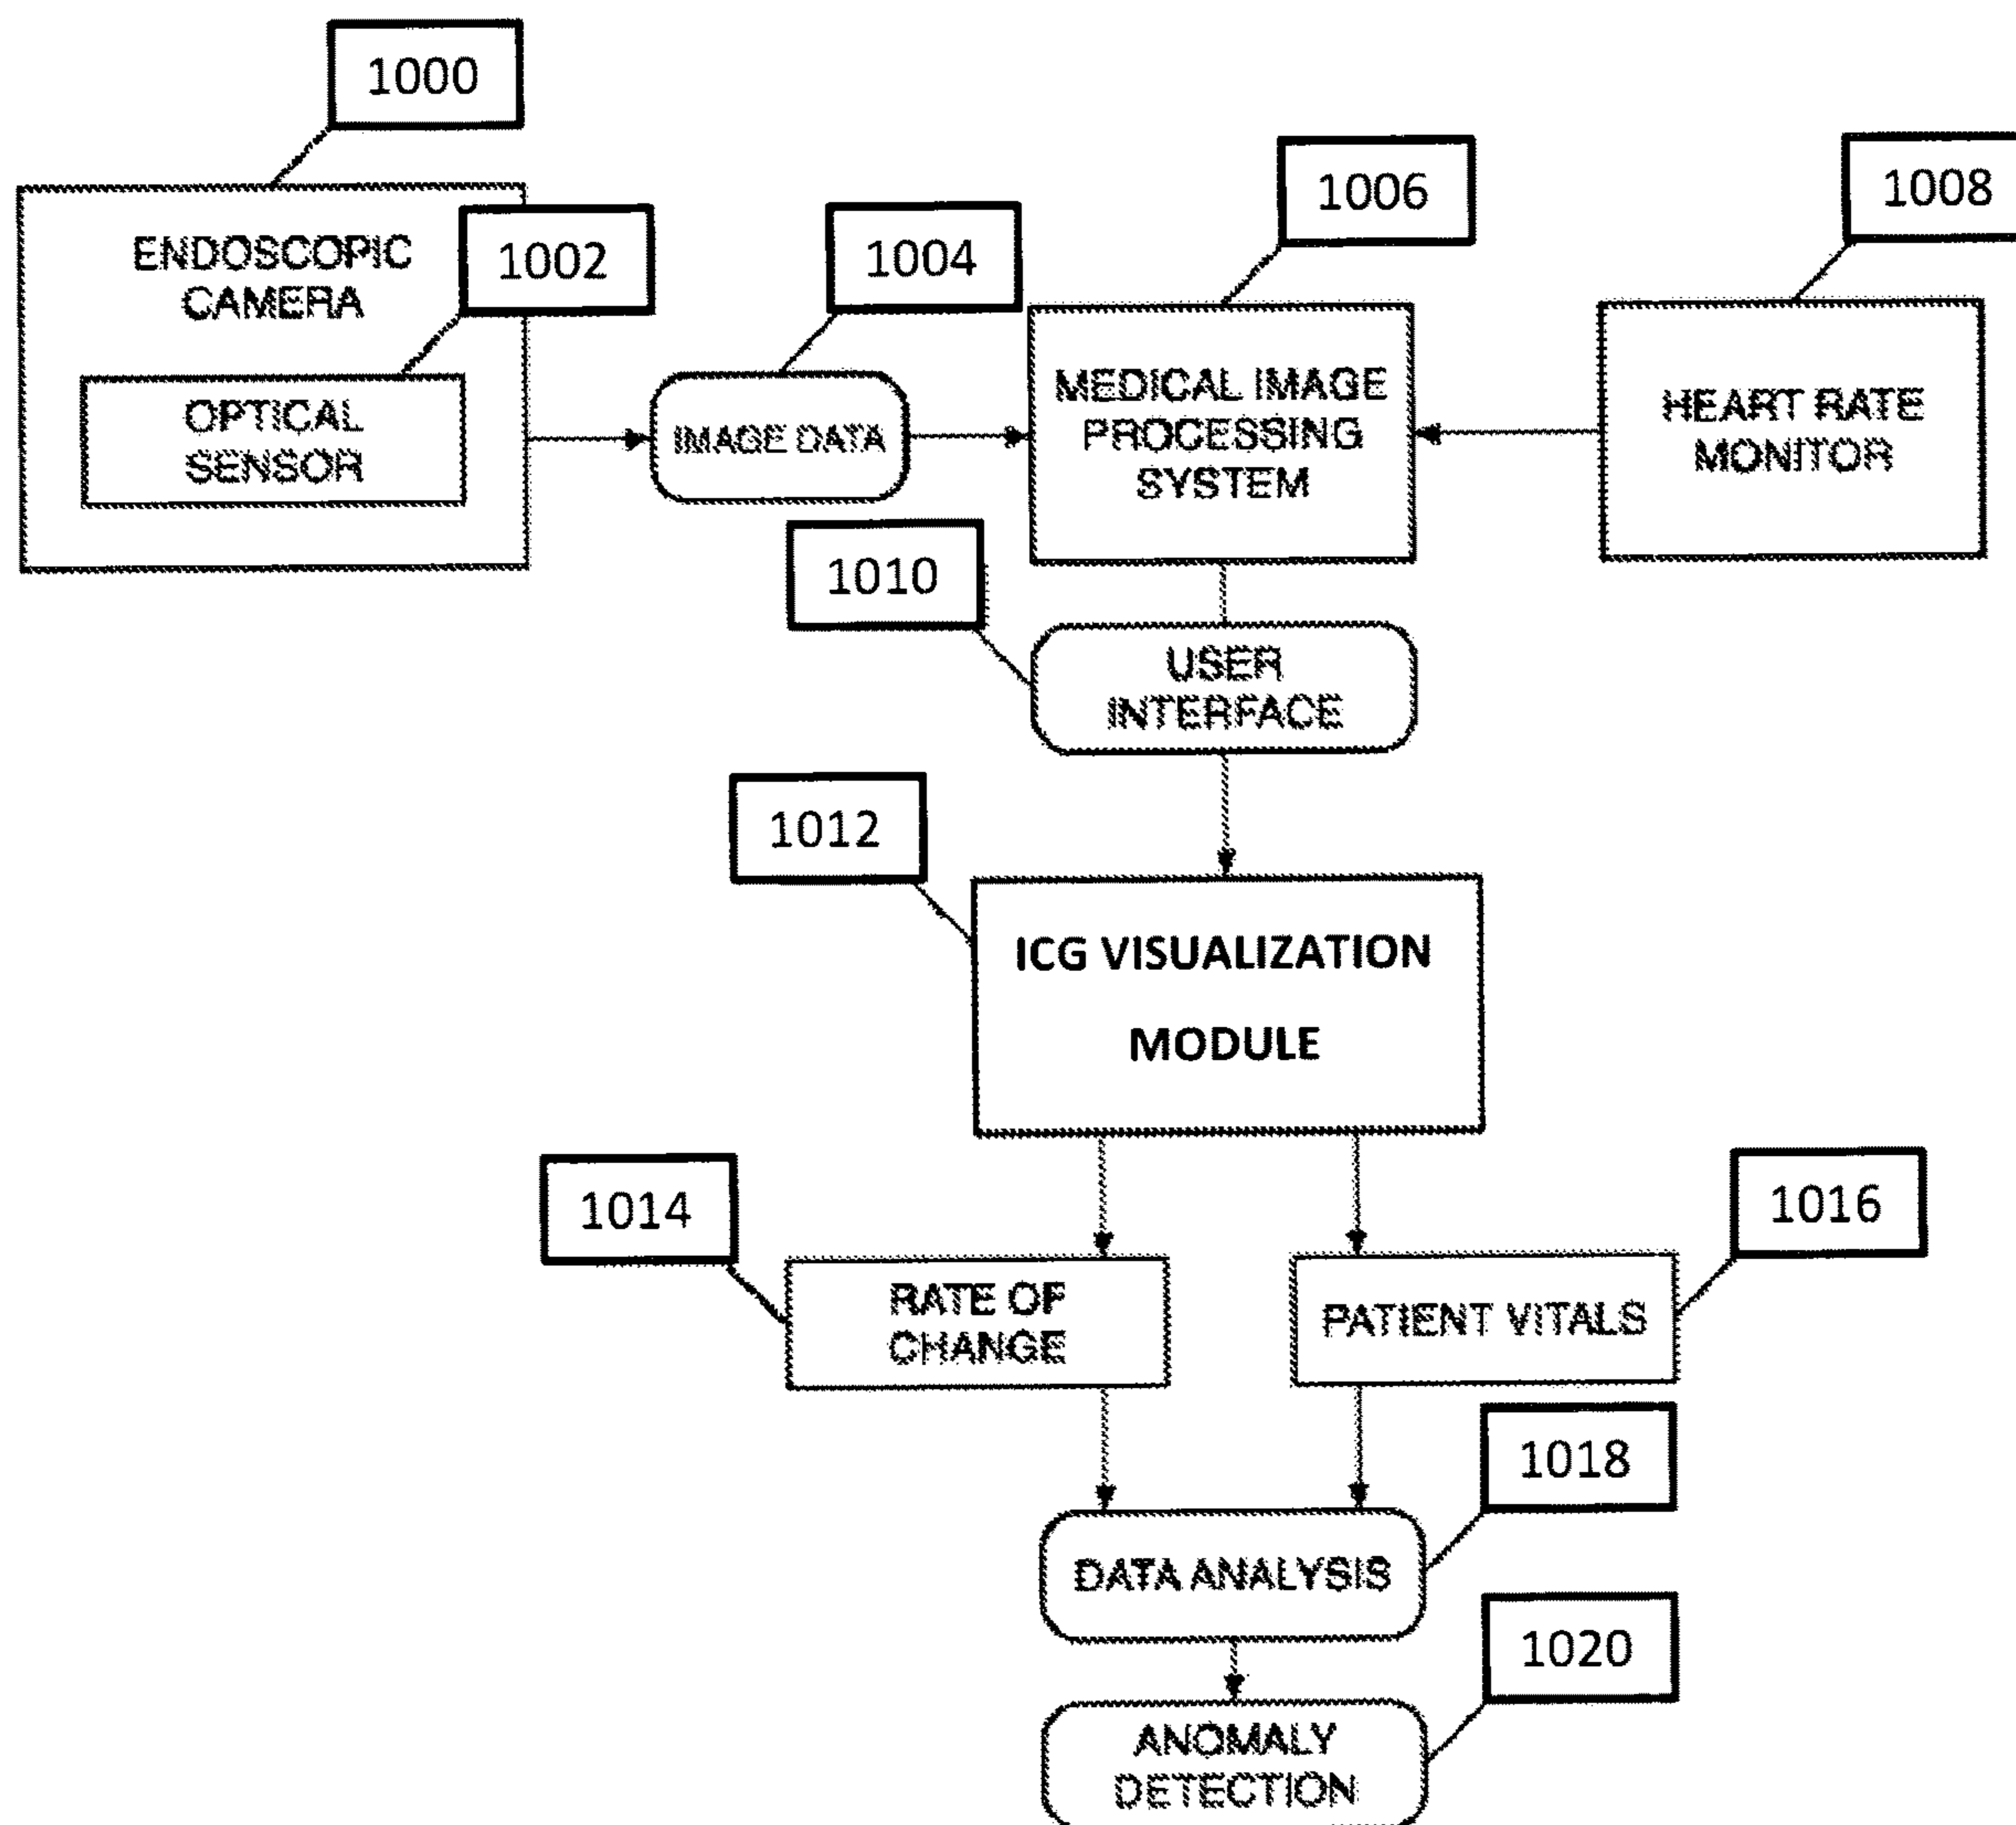 1000
1006
1008
ENDOSCOPIC
CAMERA
1002
1004
OPTICAL
SENSOR
IMAGE DATA
MEDICAL IMAGE
PROCESSING
SYSTEM
HEART RATE
MONITOR
1010
USER
INTERFACE
1012
ICG VISUALIZATION
MODULE
1014
1016
RATE OF
CHANGE
PATIENT VITALS
1018
DATA ANALYSIS
1020
ANOMALY
DETECTION